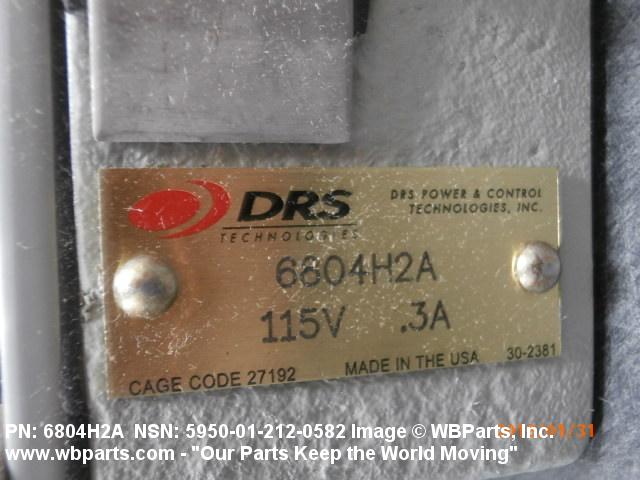 DRS
TECHNOLOGIES
DRS POWER & CONTROL
TECHNOLOGIES, INC.
6804H2A
115V .3A
CAGE CODE 27192 MADE IN THE USA 30-2381
PN: 6804H2A NSN: 5950-01-212-0582 Image © WBParts, Inc.
www.wbparts.com - "Our Parts Keep the World Moving"